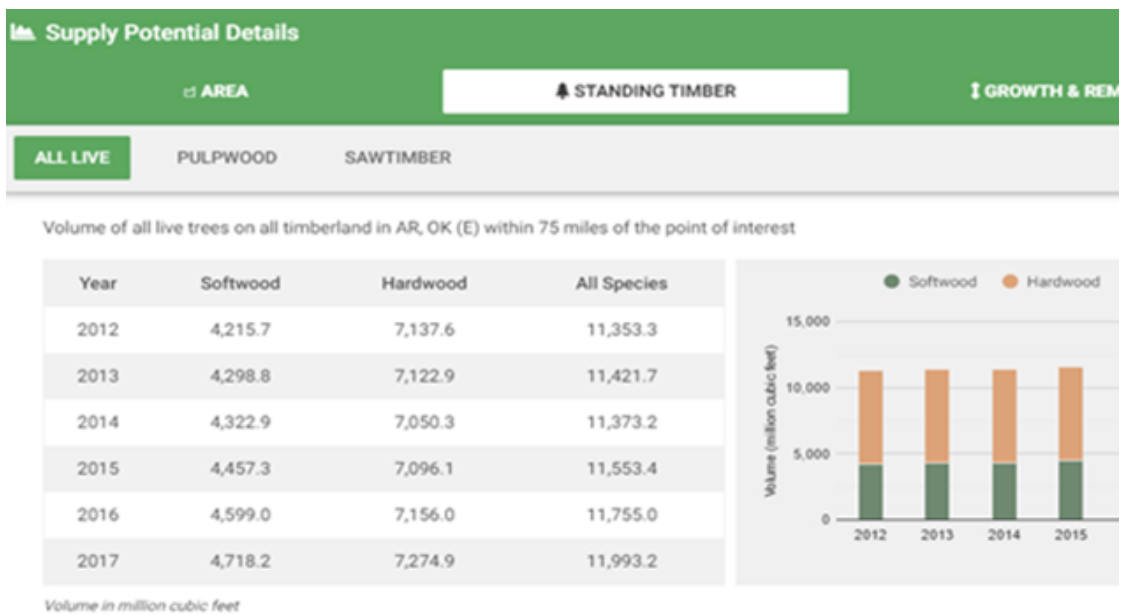 Supply Potential Details
AREA STANDING TIMBER GROWTH & REM
ALL LIVE PULPWOOD SAWTIMBER
Volume of all live trees on all timberland in AR, OK (E) within 75 miles of the point of interest
Year Softwood Hardwood All Species
2012 4,215.7 7,137.6 11,353.3
2013 4,298.8 7,122.9 11,421.7
2014 4,322.9 7,050.3 11,373.2
2015 4,457.3 7,096.1 11,553.4
2016 4,599.0 7,156.0 11,755.0
2017 4,718.2 7,274.9 11,993.2
Volume in million cubic feet
Softwood Hardwood
Volume (million cubic feet)
15,000
10,000
5,000
0
2012 2013 2014 2015